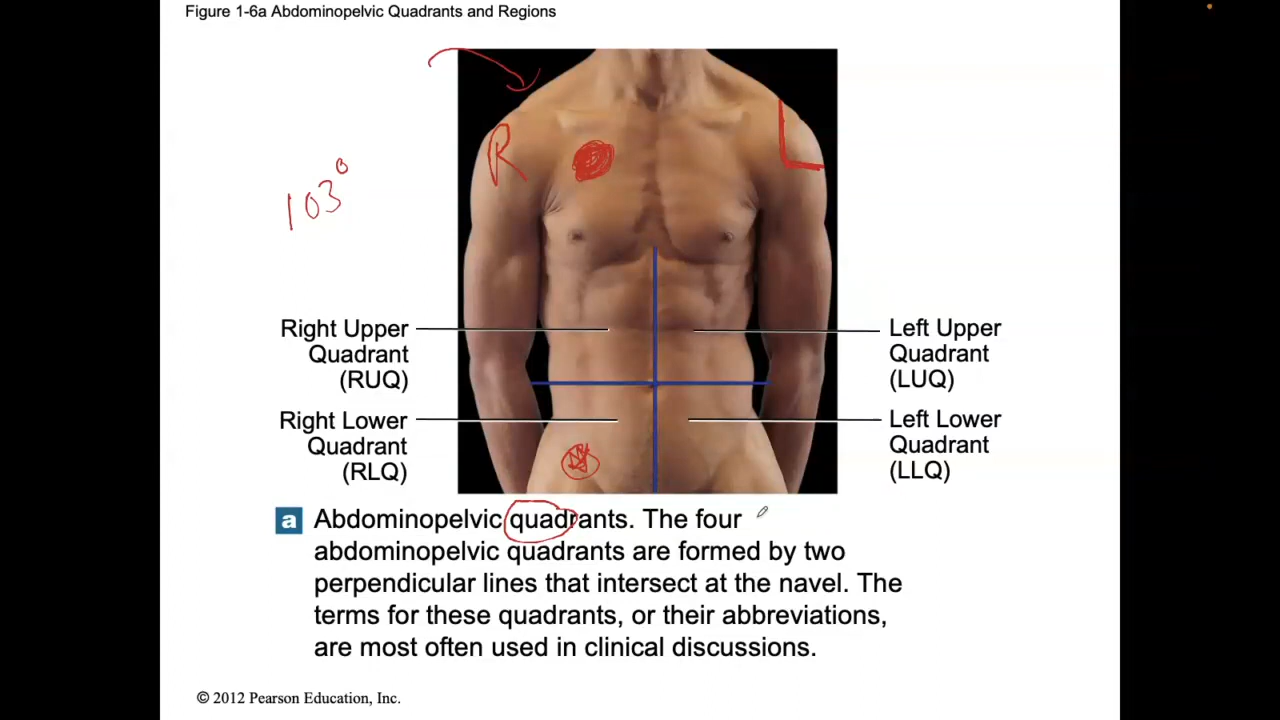 Figure 1-6a Abdominopelvic Quadrants and Regions
R
L
103°
Right Upper
Quadrant
(RUQ)
Left Upper
Quadrant
(LUQ)
Right Lower
Quadrant
(RLQ)
Left Lower
Quadrant
(LLQ)
a Abdominopelvic quadrants. The four
abdominopelvic quadrants are formed by two
perpendicular lines that intersect at the navel. The
terms for these quadrants, or their abbreviations,
are most often used in clinical discussions.
© 2012 Pearson Education, Inc.